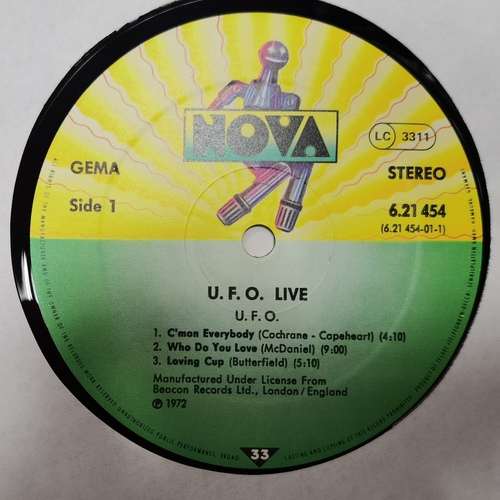 NOVA
LC 3311
GEMA
STEREO
Side 1
6.21 454
(6.21 454-01-1)
U. F. O. LIVE
U. F. O.
1. C'mon Everybody (Cochrane - Capeheart) (4:10)
2. Who Do You Love (McDaniel) (9:00)
3. Loving Cup (Butterfield) (5:10)
Manufactured Under License From
Beacon Records Ltd., London/England
℗ 1972
33